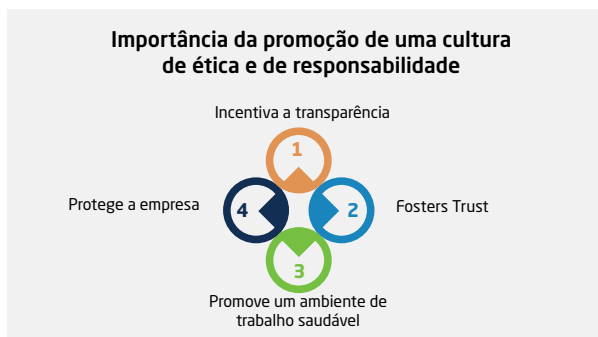 Importância da promoção de uma cultura
de ética e de responsabilidade
Incentiva a transparência
1
Protege a empresa
4
2
Fosters Trust
3
Promove um ambiente de
trabalho saudável